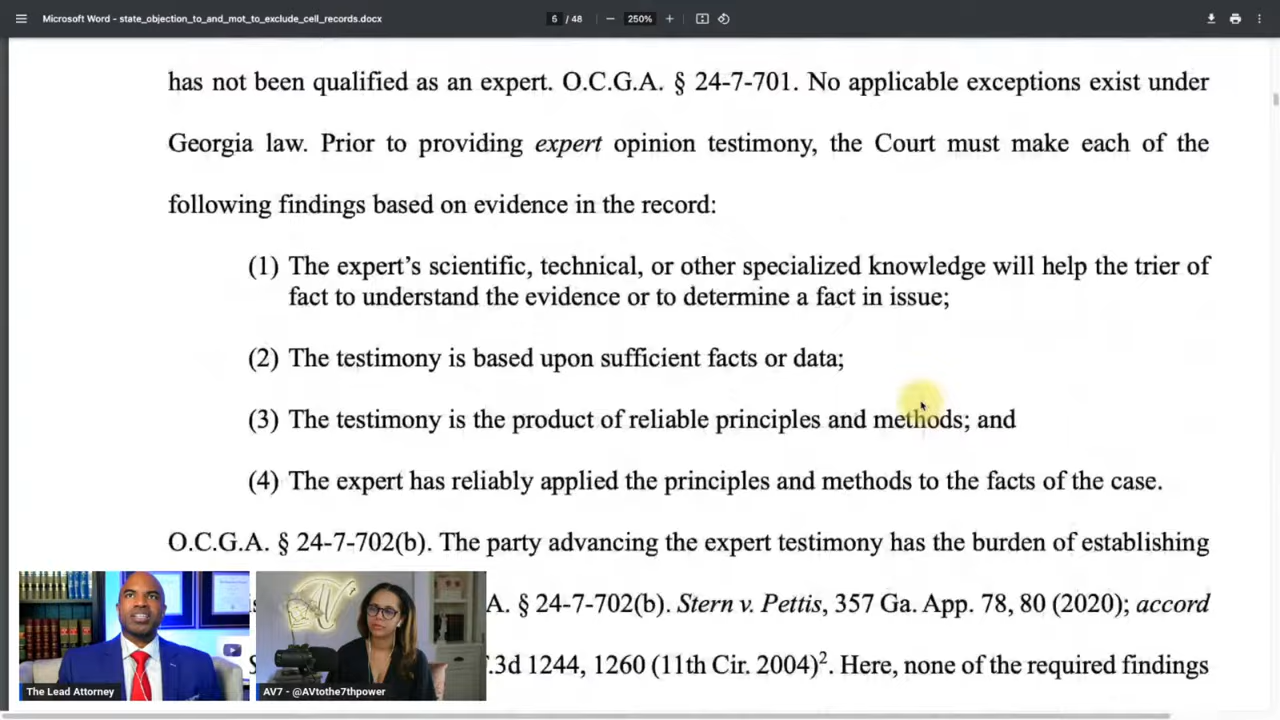 Microsoft Word - state_objection_to_and_mot_to_exclude_cell_records.docx
6 / 48
250%
has not been qualified as an expert. O.C.G.A. § 24-7-701. No applicable exceptions exist under
Georgia law. Prior to providing expert opinion testimony, the Court must make each of the
following findings based on evidence in the record:
(1) The expert’s scientific, technical, or other specialized knowledge will help the trier of
fact to understand the evidence or to determine a fact in issue;
(2) The testimony is based upon sufficient facts or data;
(3) The testimony is the product of reliable principles and methods; and
(4) The expert has reliably applied the principles and methods to the facts of the case.
O.C.G.A. § 24-7-702(b). The party advancing the expert testimony has the burden of establishing
A. § 24-7-702(b). Stern v. Pettis, 357 Ga. App. 78, 80 (2020); accord
3d 1244, 1260 (11th Cir. 2004)2. Here, none of the required findings
The Lead Attorney
AV7 - @AVtothe7thpower